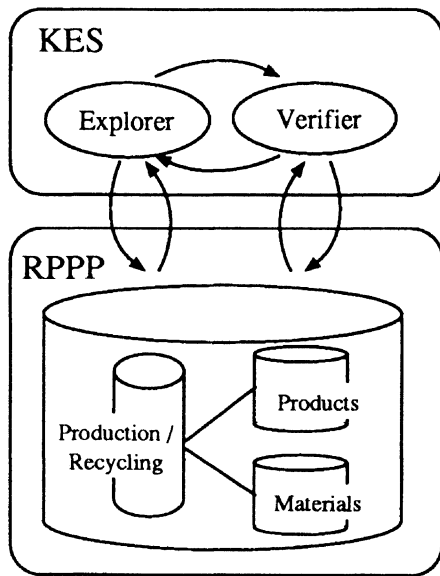 KES
Explorer
Verifier
RPPP
Production /
Recycling
Products
Materials